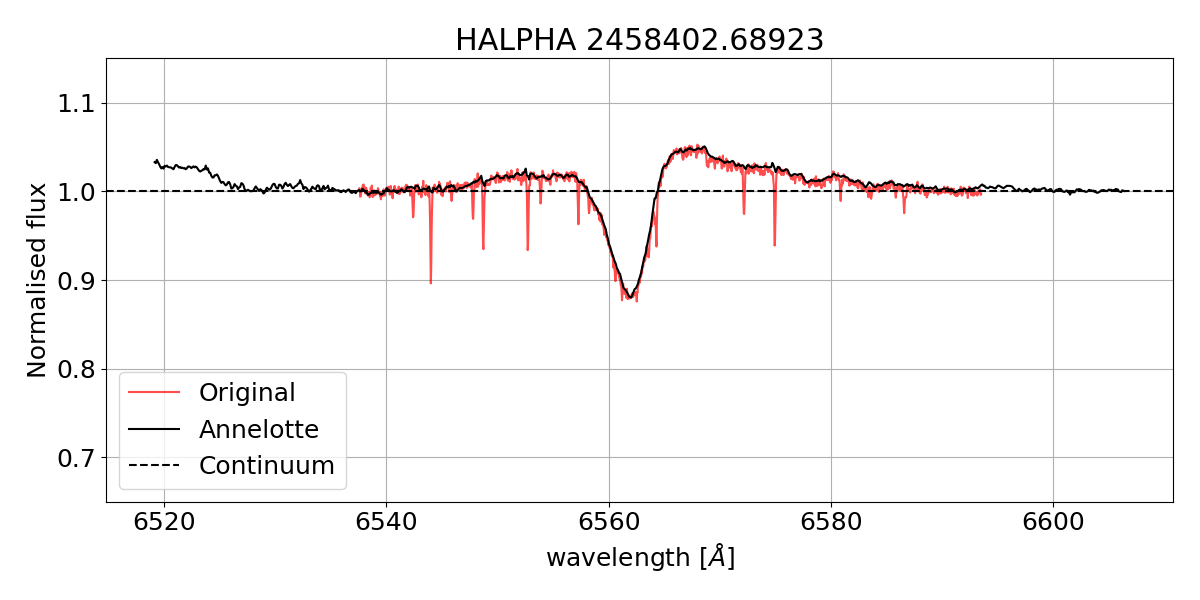 HALPHA 2458402.68923
Normalised flux
1.1
1.0
0.9
0.8
0.7
Original
Annelotte
Continuum
6520 6540 6560 6580 6600
wavelength [Å]